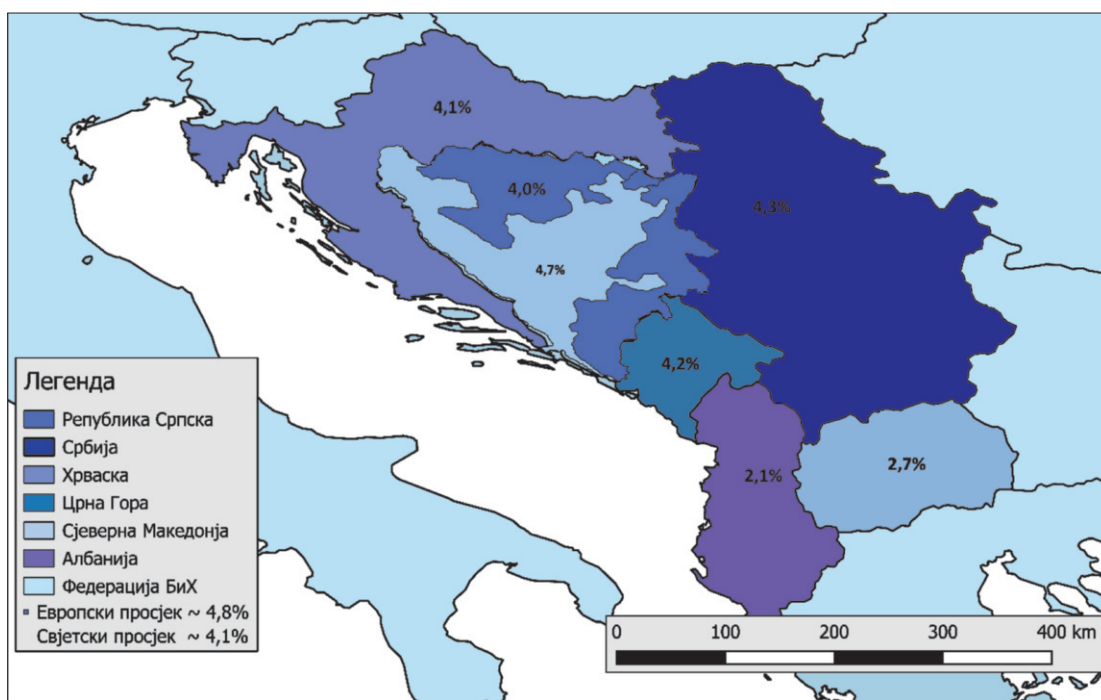 4,1%
4,0%
4,3%
4,7%
4,2%
2,1%
2,7%
Легенда
Република Српска
Србија
Хрваска
Црна Гора
Сјеверна Македонја
Албанија
Федерација БиХ
Европски просјек ~ 4,8%
Свјетски просјек ~ 4,1%
0 100 200 300 400 km